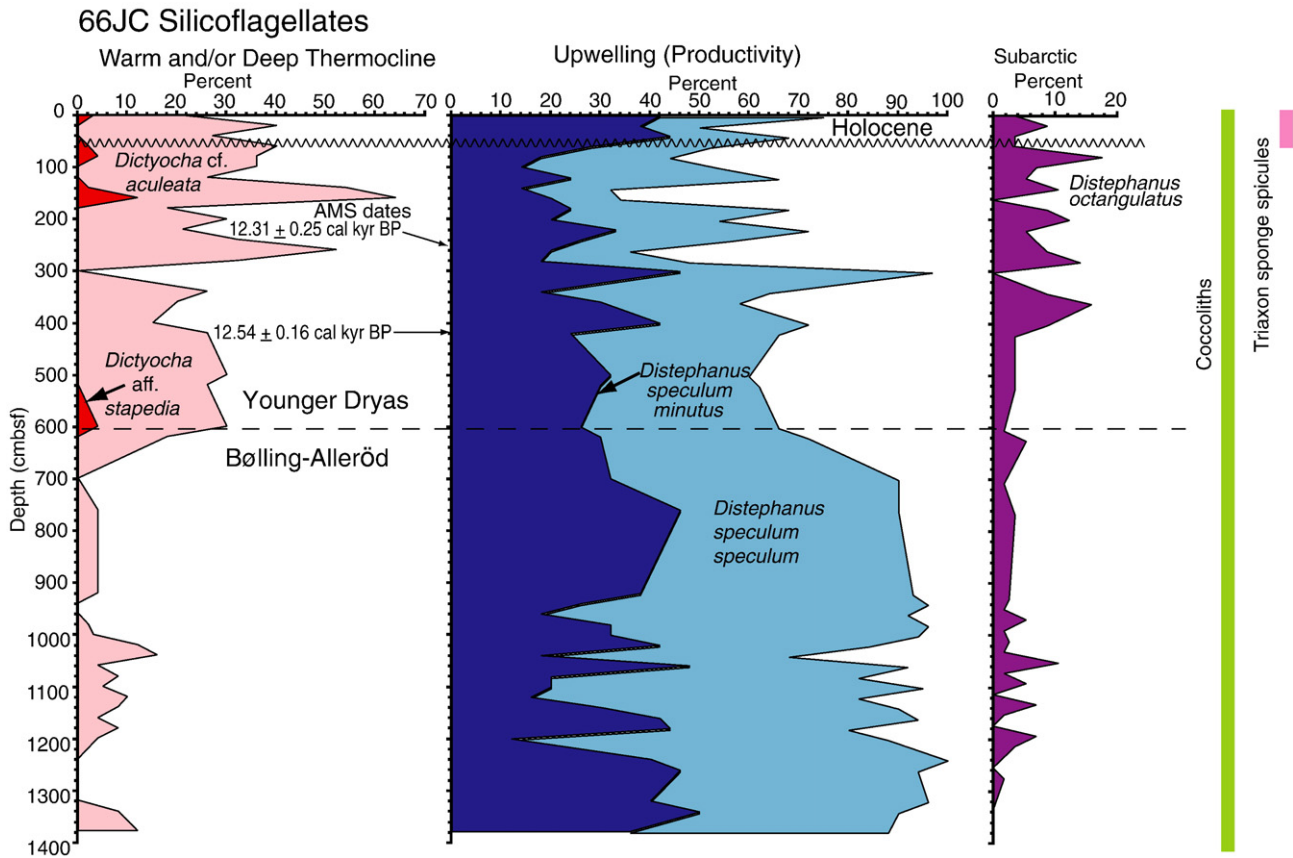 66JC Silicoflagellates
Warm and/or Deep Thermocline
Percent
0 10 20 30 40 50 60 70
Upwelling (Productivity)
Percent
0 10 20 30 40 50 60 70 80 90 100
Subarctic
Percent
0 10 20
Depth (cmbsf)
0
100
200
300
400
500
600
700
800
900
1000
1100
1200
1300
1400
Holocene
Dictyocha cf.
aculeata
AMS dates
12.31 ± 0.25 cal kyr BP
12.54 ± 0.16 cal kyr BP
Dictyocha
aff.
stapedia
Younger Dryas
Bølling-Alleröd
Distephanus
speculum
minutus
Distephanus
speculum
speculum
Distephanus
octangulatus
Coccoliths
Triaxon sponge spicules